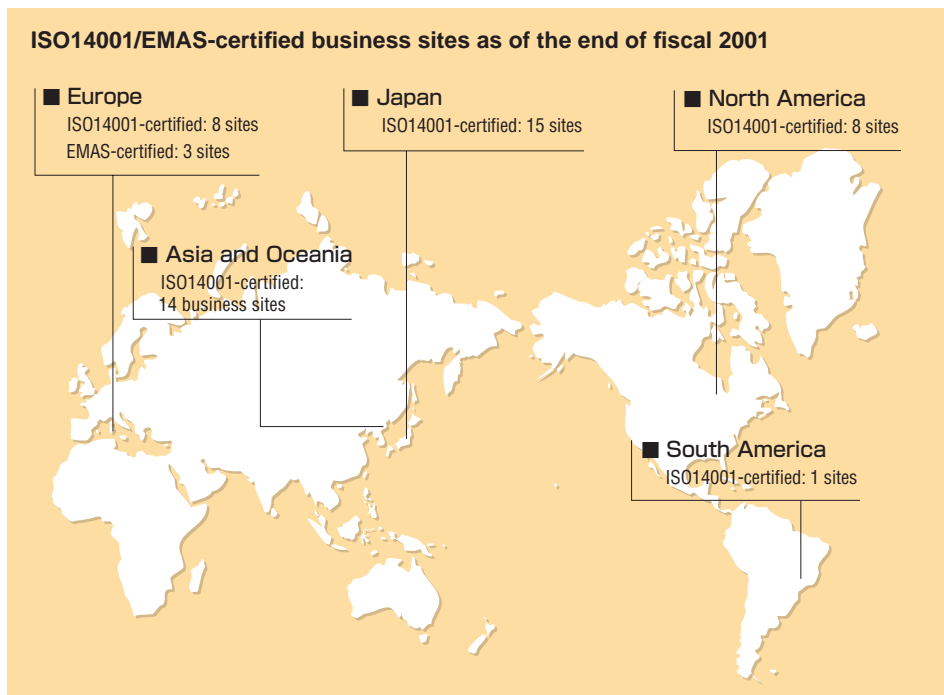 ISO14001/EMAS-certified business sites as of the end of fiscal 2001
■ Europe
ISO14001-certified: 8 sites
EMAS-certified: 3 sites
■ Japan
ISO14001-certified: 15 sites
■ North America
ISO14001-certified: 8 sites
■ Asia and Oceania
ISO14001-certified:
14 business sites
■ South America
ISO14001-certified: 1 sites